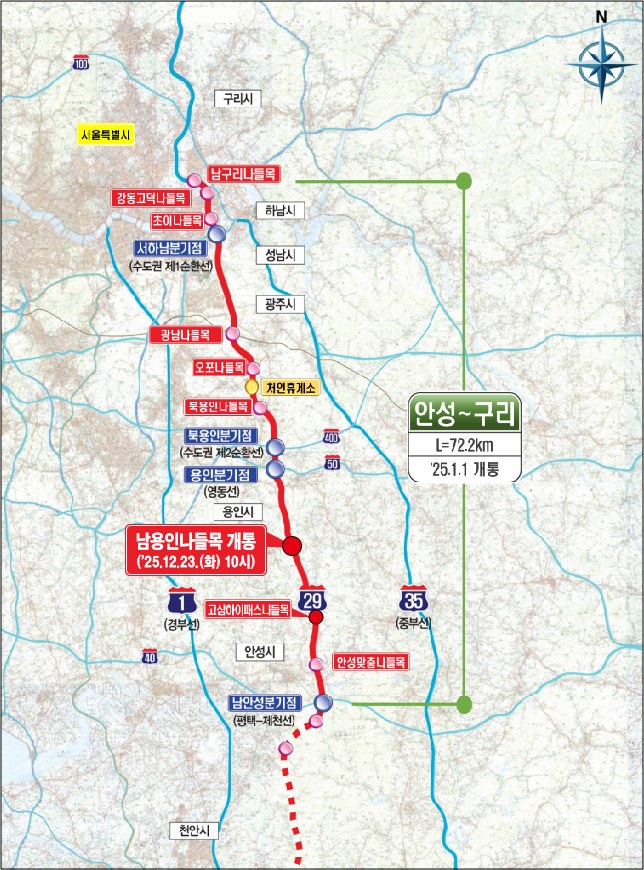 N
100
구리시
서울특별시
남구리나들목
강동고덕나들목
하남시
초이나들목
서하남분기점
(수도권 제1순환선)
성남시
광주시
광남나들목
오포나들목
처인휴게소
북용인나들목
안성~구리
L=72.2km
'25.1.1 개통
북용인분기점
(수도권 제2순환선)
400
용인분기점
(영동선)
50
용인시
남용인나들목 개통
('25.12.23.(화) 10시)
1
(경부선)
29
35
(중부선)
고삼하이패스나들목
안성시
40
안성맞춤나들목
남안성분기점
(평택–제천선)
천안시